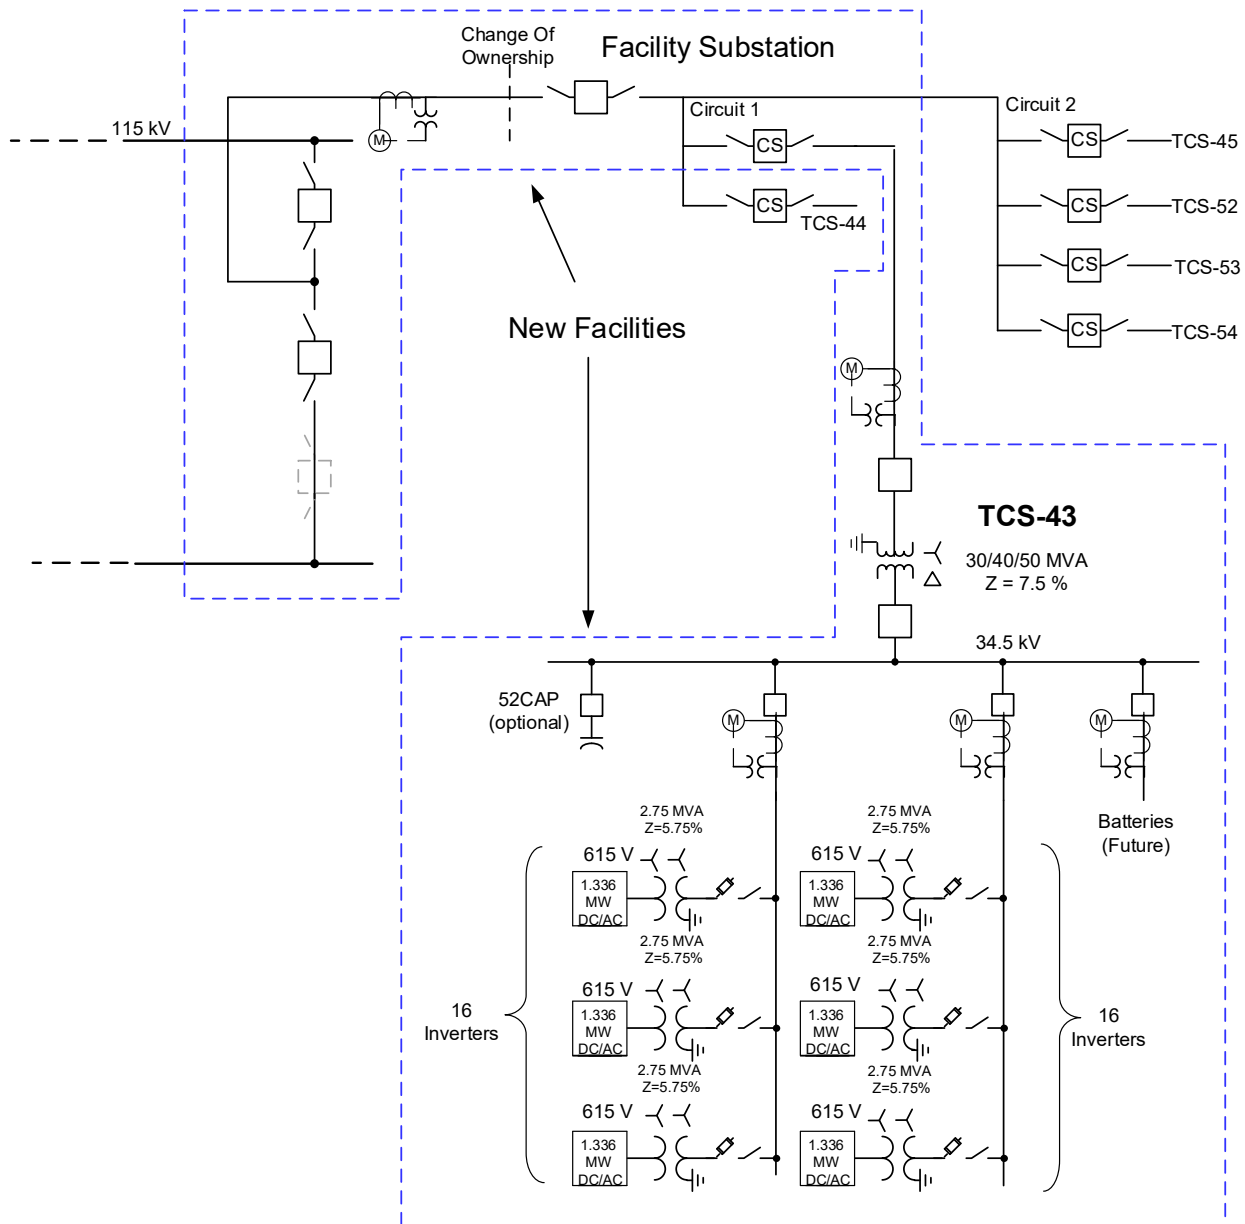 Change Of
Ownership
Facility Substation
115 kV
M
Circuit 1
Circuit 2
CS
CS
TCS-44
CS
TCS-45
CS
TCS-52
CS
TCS-53
CS
TCS-54
New Facilities
M
TCS-43
30/40/50 MVA
Z = 7.5 %
34.5 kV
52CAP
(optional)
M
M
M
Batteries
(Future)
2.75 MVA
Z=5.75%
615 V
1.336
MW
DC/AC
2.75 MVA
Z=5.75%
615 V
1.336
MW
DC/AC
2.75 MVA
Z=5.75%
615 V
1.336
MW
DC/AC
2.75 MVA
Z=5.75%
615 V
1.336
MW
DC/AC
2.75 MVA
Z=5.75%
615 V
1.336
MW
DC/AC
2.75 MVA
Z=5.75%
615 V
1.336
MW
DC/AC
16
Inverters
16
Inverters